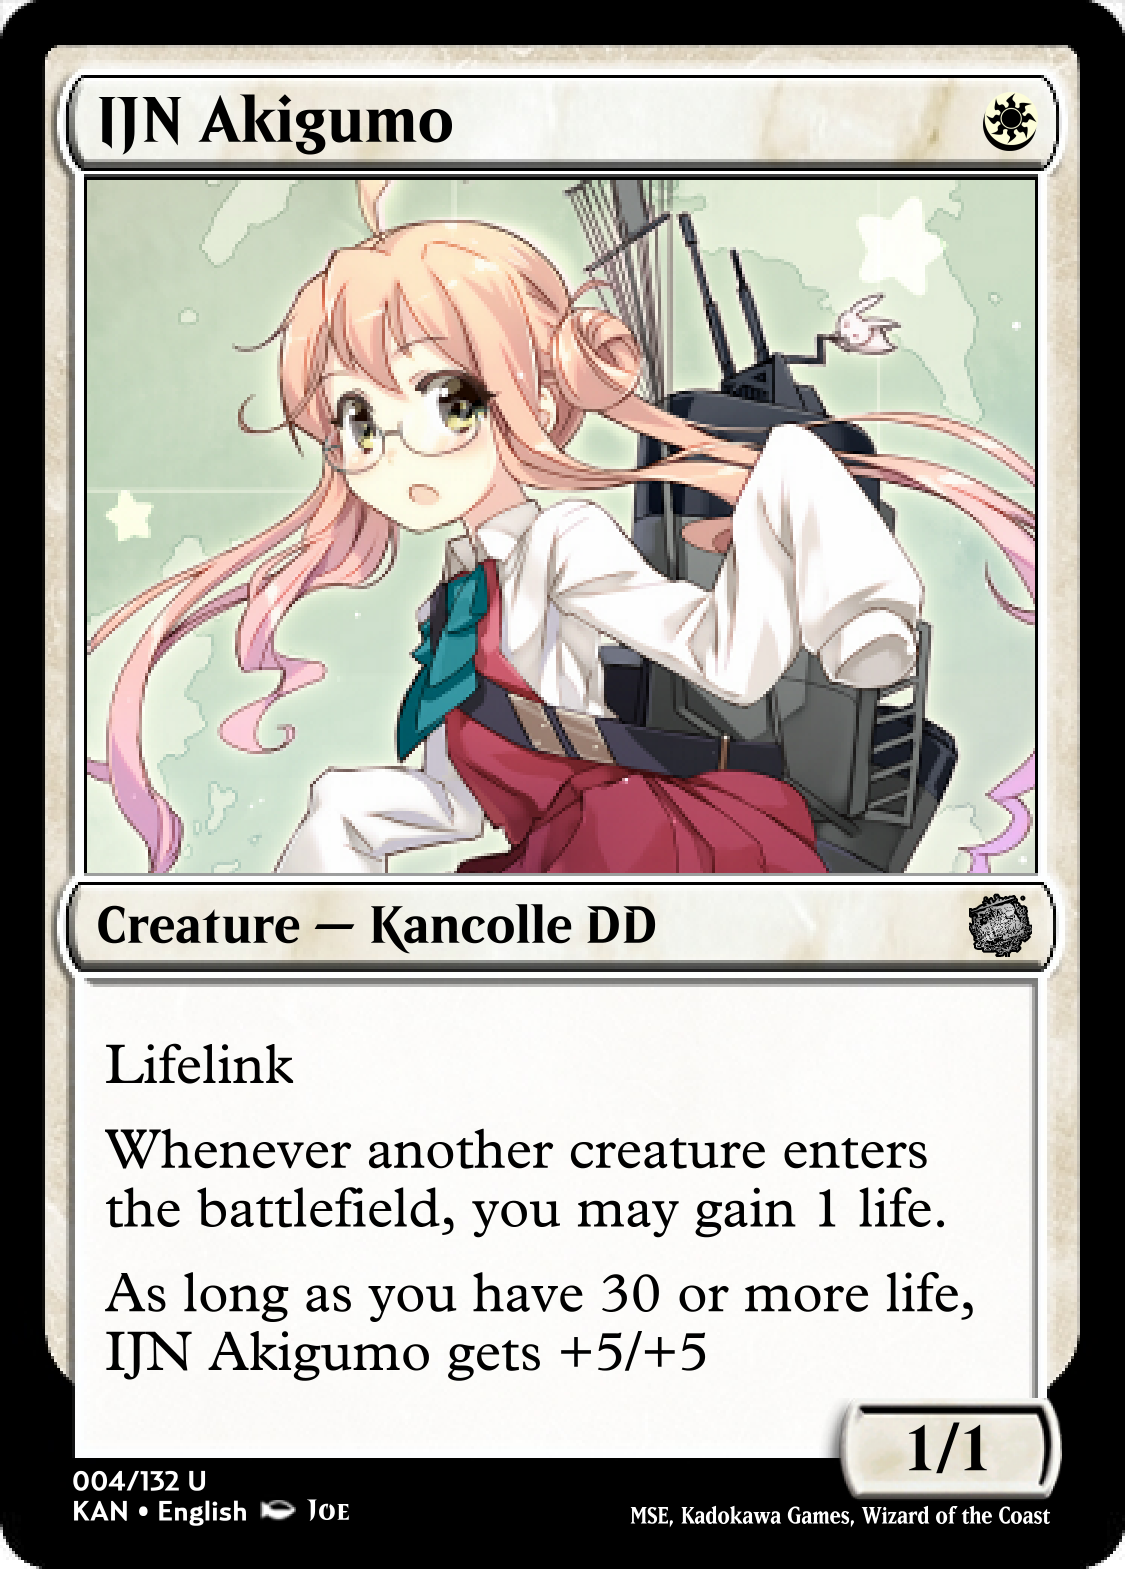 IJN Akigumo
Creature — Kancolle DD
Lifelink
Whenever another creature enters
the battlefield, you may gain 1 life.
As long as you have 30 or more life,
IJN Akigumo gets +5/+5
1/1
004/132 U
KAN • English JOE
MSE, Kadokawa Games, Wizard of the Coast